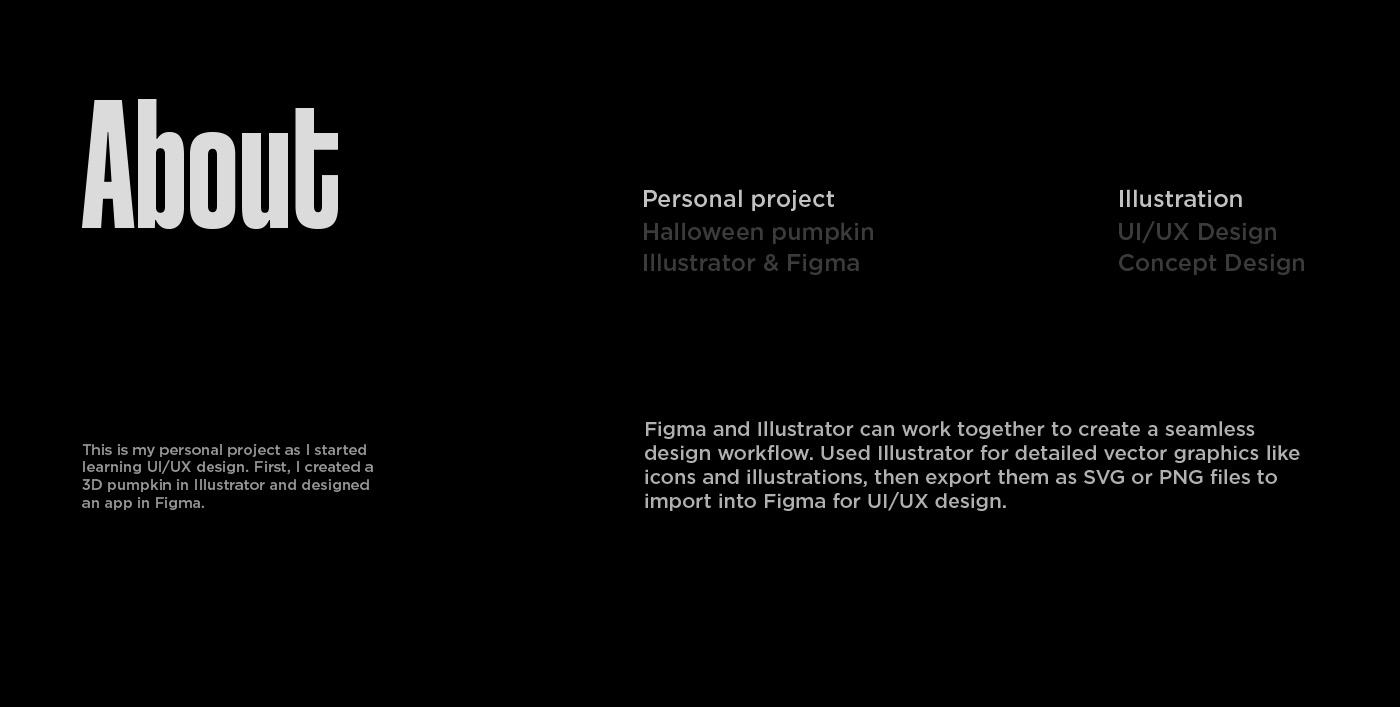 About
Personal project
Halloween pumpkin
Illustrator & Figma
Illustration
UI/UX Design
Concept Design
This is my personal project as I started
learning UI/UX design. First, I created a
3D pumpkin in Illustrator and designed
an app in Figma.
Figma and Illustrator can work together to create a seamless
design workflow. Used Illustrator for detailed vector graphics like
icons and illustrations, then export them as SVG or PNG files to
import into Figma for UI/UX design.